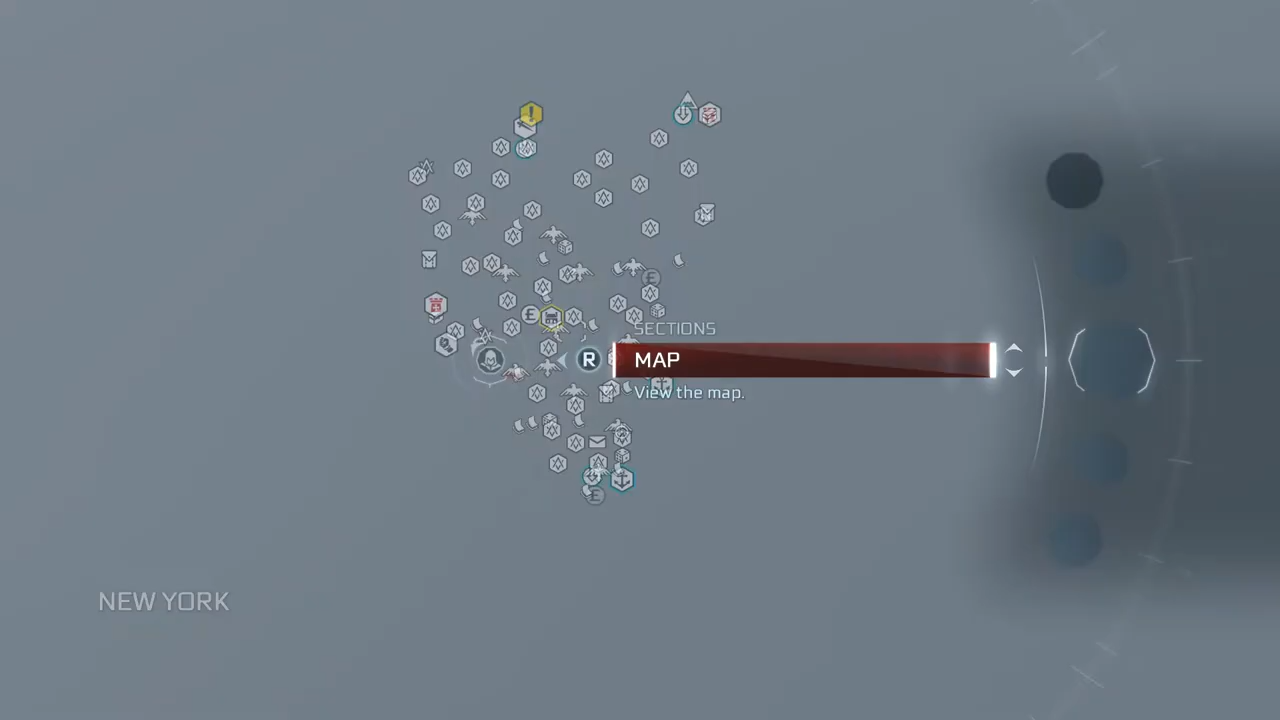 £
£
R
SECTIONS
MAP
View the map.
£
NEW YORK